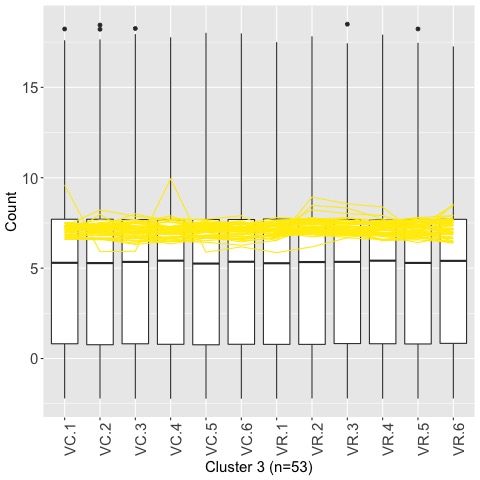 15
10
5
0
Count
VC.1
VC.2
VC.3
VC.4
VC.5
VC.6
VR.1
VR.2
VR.3
VR.4
VR.5
VR.6
Cluster 3 (n=53)